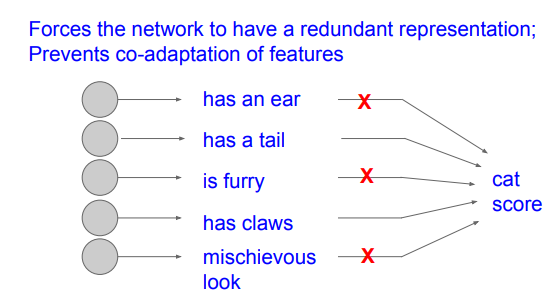 Forces the network to have a redundant representation;
Prevents co-adaptation of features
has an ear
X
has a tail
is furry
X
cat
score
has claws
mischievous
look
X